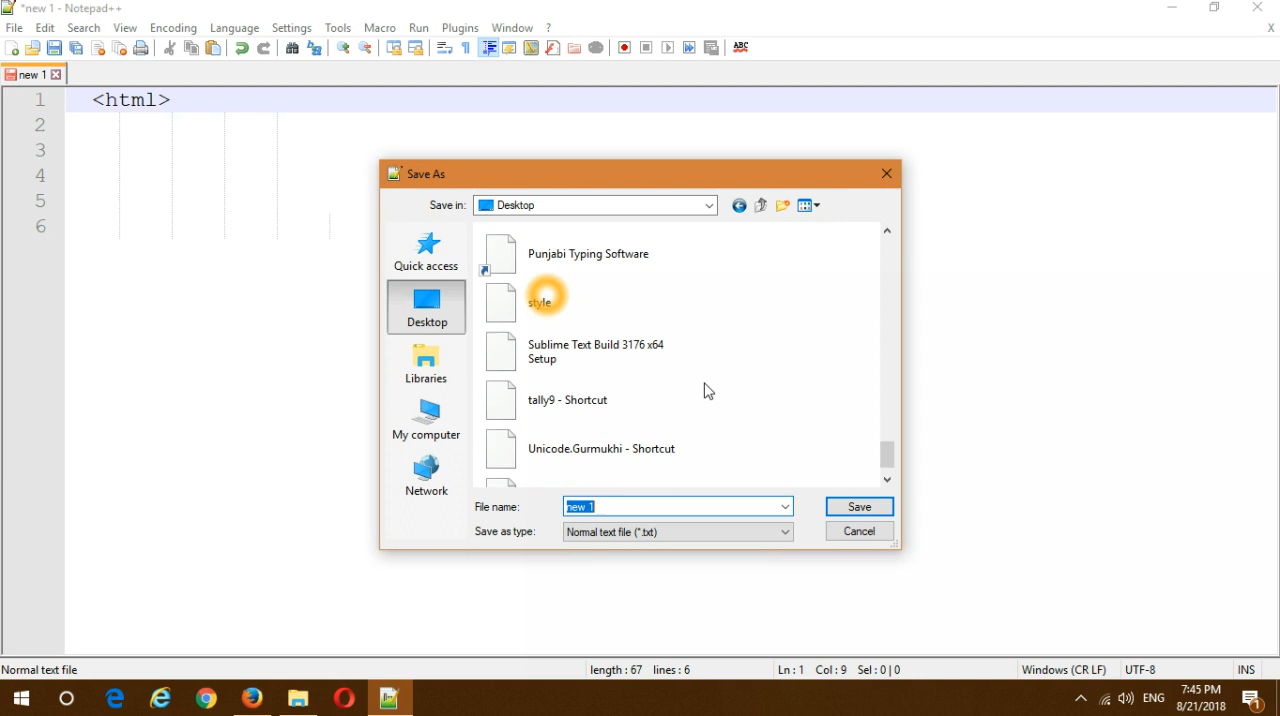 *new 1 - Notepad++
File Edit Search View Encoding Language Settings Tools Macro Run Plugins Window ? X
ABC
new 1
1 <html>
2
3
4
5
6
Save As
Save in: Desktop
Quick access
Desktop
Libraries
My computer
Network
Punjabi Typing Software
style
Sublime Text Build 3176 x64
Setup
tally9 - Shortcut
Unicode.Gurmukhi - Shortcut
File name: new 1 Save
Save as type: Normal text file (*.txt) Cancel
Normal text file length : 67 lines : 6 Ln : 1 Col : 9 Sel : 0 | 0 Windows (CR LF) UTF-8 INS
ENG
7:45 PM
8/21/2018
1